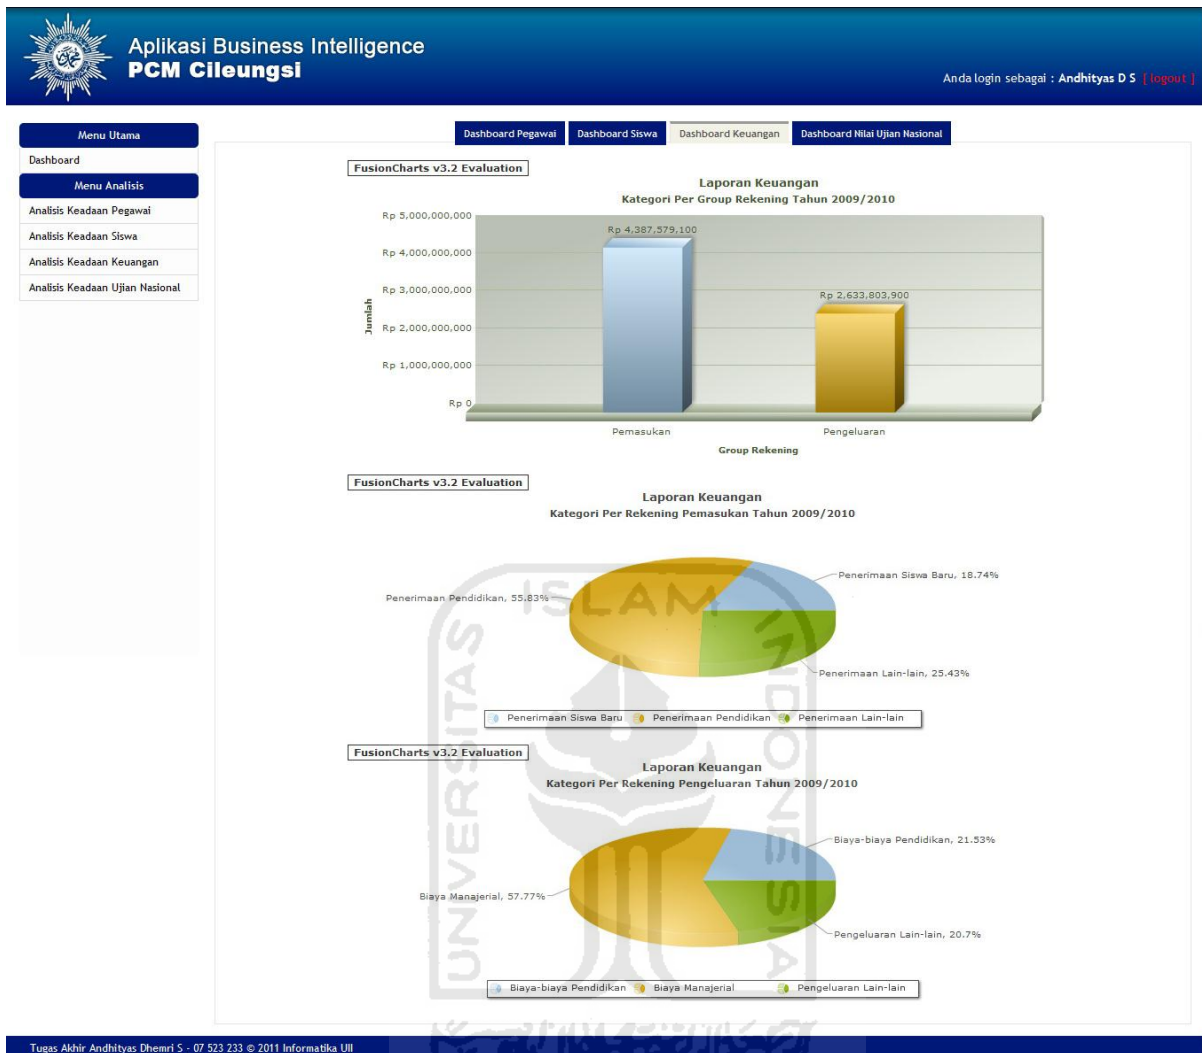 Aplikasi Business Intelligence
PCM Cileungsi
Anda login sebagai : Andhityas D S [ logout ]
Menu Utama
Dashboard
Menu Analisis
Analisis Keadaan Pegawai
Analisis Keadaan Siswa
Analisis Keadaan Keuangan
Analisis Keadaan Ujian Nasional
Dashboard Pegawai
Dashboard Siswa
Dashboard Keuangan
Dashboard Nilai Ujian Nasional
FusionCharts v3.2 Evaluation
Laporan Keuangan
Kategori Per Group Rekening Tahun 2009/2010
Rp 5,000,000,000
Rp 4,000,000,000
Rp 3,000,000,000
Rp 2,000,000,000
Rp 1,000,000,000
Rp 0
Jumlah
Rp 4,387,579,100
Rp 2,633,803,900
Pemasukan
Pengeluaran
Group Rekening
FusionCharts v3.2 Evaluation
Laporan Keuangan
Kategori Per Rekening Pemasukan Tahun 2009/2010
Penerimaan Siswa Baru, 18.74%
Penerimaan Pendidikan, 55.83%
Penerimaan Lain-lain, 25.43%
Penerimaan Siswa Baru
Penerimaan Pendidikan
Penerimaan Lain-lain
FusionCharts v3.2 Evaluation
Laporan Keuangan
Kategori Per Rekening Pengeluaran Tahun 2009/2010
Biaya-biaya Pendidikan, 21.53%
Biaya Manajerial, 57.77%
Pengeluaran Lain-lain, 20.7%
Biaya-biaya Pendidikan
Biaya Manajerial
Pengeluaran Lain-lain
UNIVERSITAS ISLAM INDONESIA
Tugas Akhir Andhityas Dhemri S - 07 523 233 © 2011 Informatika UII